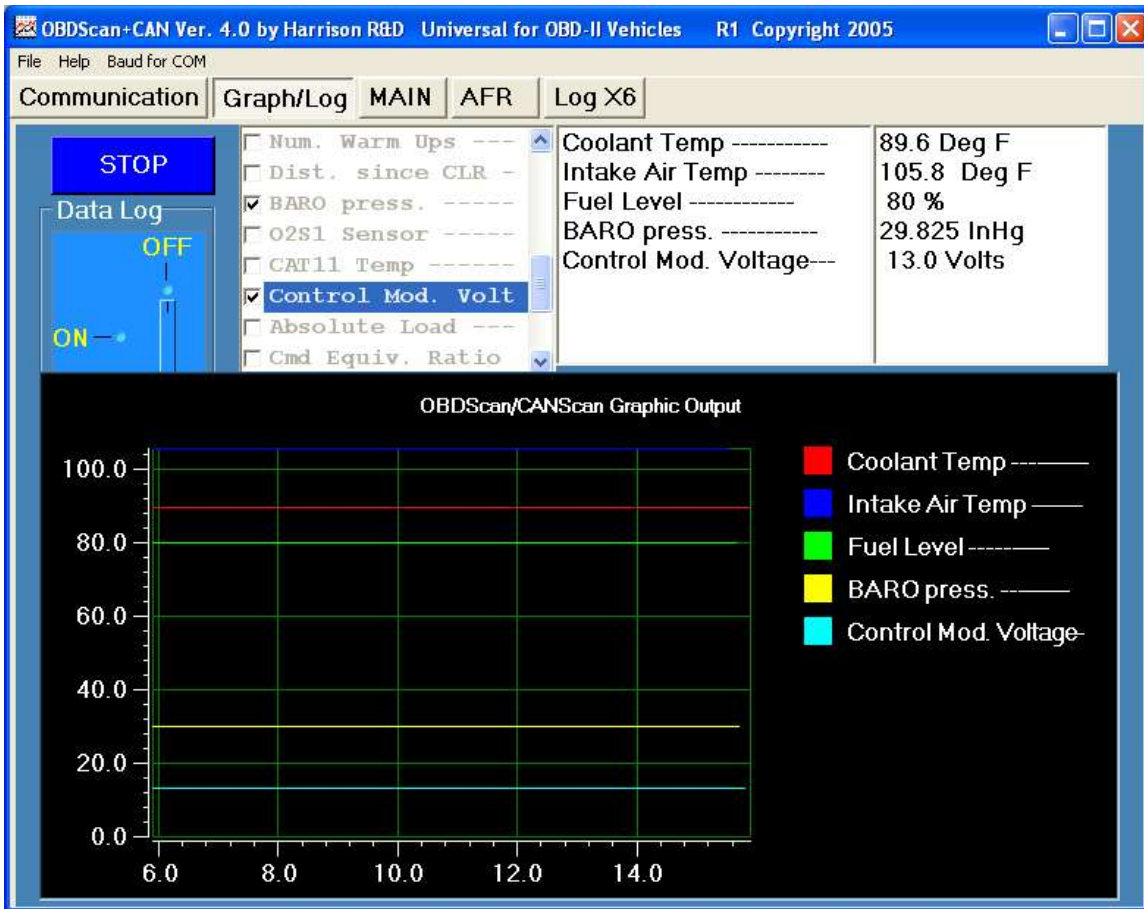 OBDScan+CAN Ver. 4.0 by Harrison R&D Universal for OBD-II Vehicles R1 Copyright 2005
File Help Baud for COM
Communication Graph/Log MAIN AFR Log X6
STOP
Data Log
OFF
ON
Num. Warm Ups ---
Dist. since CLR -
BARO press. -----
O2S1 Sensor -----
CAT11 Temp ------
Control Mod. Volt
Absolute Load ---
Cmd Equiv. Ratio
Coolant Temp ----------- 89.6 Deg F
Intake Air Temp -------- 105.8 Deg F
Fuel Level ------------ 80 %
BARO press. ----------- 29.825 InHg
Control Mod. Voltage--- 13.0 Volts
OBDScan/CANScan Graphic Output
100.0
80.0
60.0
40.0
20.0
0.0
6.0 8.0 10.0 12.0 14.0
Coolant Temp -----------
Intake Air Temp --------
Fuel Level------------
BARO press. -----------
Control Mod. Voltage-